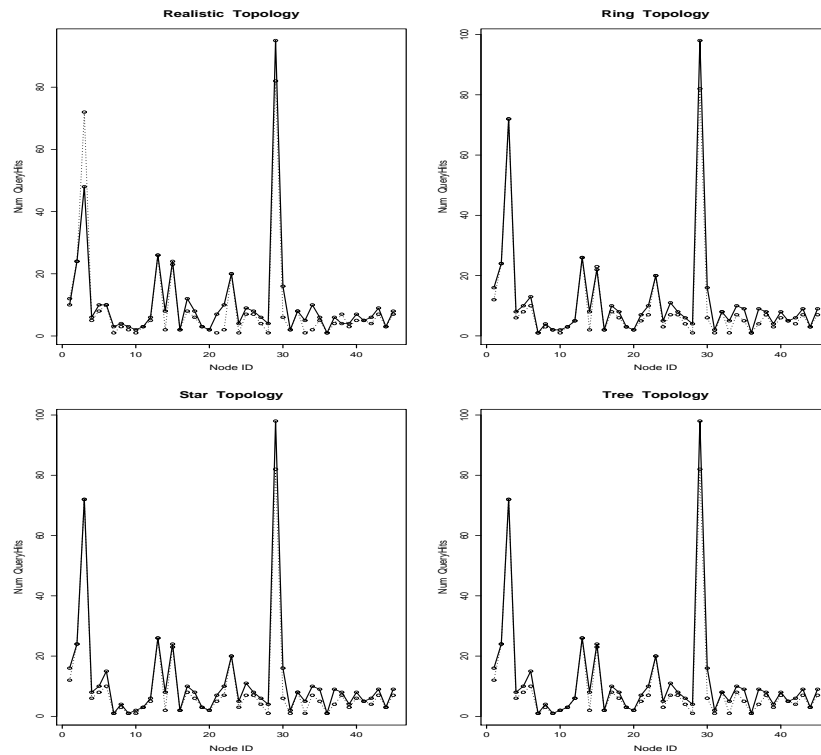 Realistic Topology
Num QueryHits
0 20 40 60 80
0 10 20 30 40
Node ID
Ring Topology
Num QueryHits
0 20 40 60 80 100
0 10 20 30 40
Node ID
Star Topology
Num QueryHits
0 20 40 60 80 100
0 10 20 30 40
Node ID
Tree Topology
Num QueryHits
0 20 40 60 80 100
0 10 20 30 40
Node ID